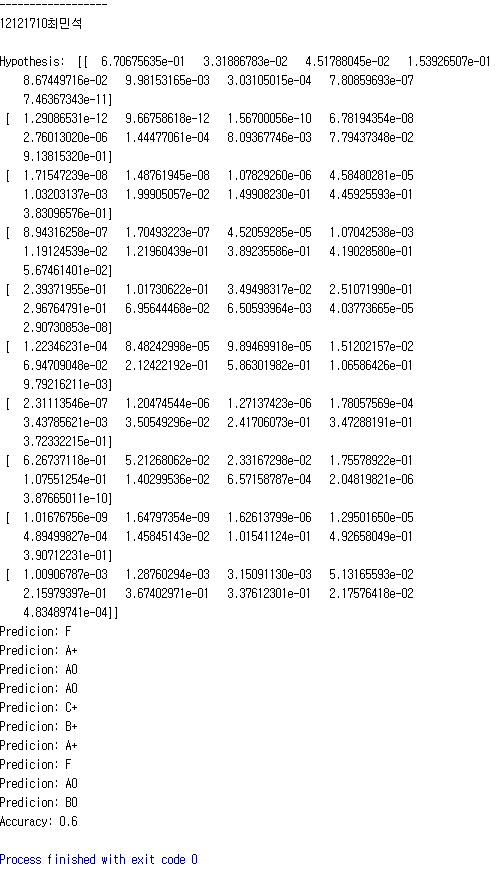 ------------------
12121710최민석
Hypothesis:  [[  6.70675635e-01   3.31886783e-02   4.51788045e-02   1.53926507e-01
    8.67449716e-02   9.98153165e-03   3.03105015e-04   7.80859693e-07
    7.46367343e-11]
 [  1.29086531e-12   9.66758618e-12   1.56700056e-10   6.78194354e-08
    2.76013020e-06   1.44477061e-04   8.09367746e-03   7.79437348e-02
    9.13815320e-01]
 [  1.71547239e-08   1.48761945e-08   1.07829260e-06   4.58480281e-05
    1.03203137e-03   1.99905057e-02   1.49908230e-01   4.45925593e-01
    3.83096576e-01]
 [  8.94316258e-07   1.70493223e-07   4.52059285e-05   1.07042538e-03
    1.19124539e-02   1.21960439e-01   3.89235586e-01   4.19028580e-01
    5.67461401e-02]
 [  2.39371955e-01   1.01730622e-01   3.49498317e-02   2.51071990e-01
    2.96764791e-01   6.95644468e-02   6.50593964e-03   4.03773665e-05
    2.90730853e-08]
 [  1.22346231e-04   8.48242998e-05   9.89469918e-05   1.51202157e-02
    6.94709048e-02   2.12422192e-01   5.86301982e-01   1.06586426e-01
    9.79216211e-03]
 [  2.31113546e-07   1.20474544e-06   1.27137423e-06   1.78057569e-04
    3.43785621e-03   3.50549296e-02   2.41706073e-01   3.47288191e-01
    3.72332215e-01]
 [  6.26737118e-01   5.21268062e-02   2.33167298e-02   1.75578922e-01
    1.07551254e-01   1.40299536e-02   6.57158787e-04   2.04819821e-06
    3.87665011e-10]
 [  1.01676756e-09   1.64797354e-09   1.62613799e-06   1.29501650e-05
    4.89499827e-04   1.45845143e-02   1.01541124e-01   4.92658049e-01
    3.90712231e-01]
 [  1.00906787e-03   1.28760294e-03   3.15091130e-03   5.13165593e-02
    2.15979397e-01   3.67402971e-01   3.37612301e-01   2.17576418e-02
    4.83489741e-04]]
Predicion: F
Predicion: A+
Predicion: A0
Predicion: A0
Predicion: C+
Predicion: B+
Predicion: A+
Predicion: F
Predicion: A0
Predicion: B0
Accuracy: 0.6
Process finished with exit code 0